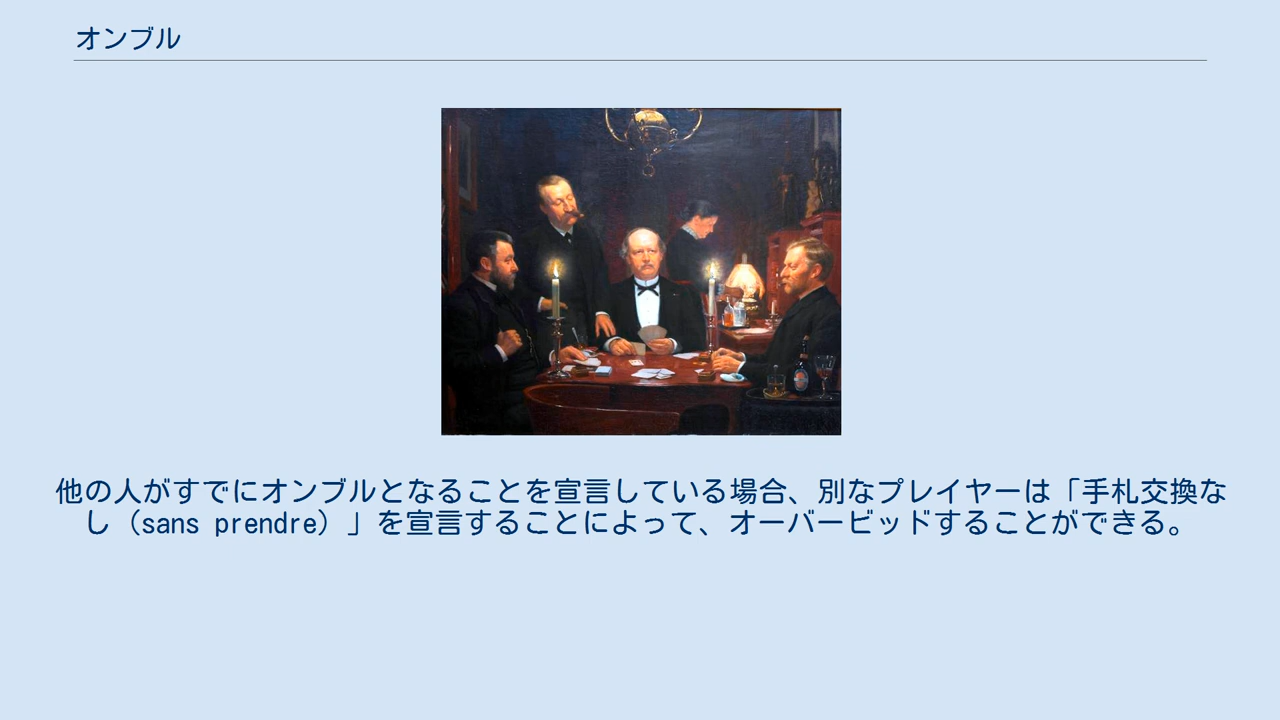 オンブル
他の人がすでにオンブルとなることを宣言している場合、別なプレイヤーは「手札交換な
し（sans prendre）」を宣言することによって、オーバービッドすることができる。